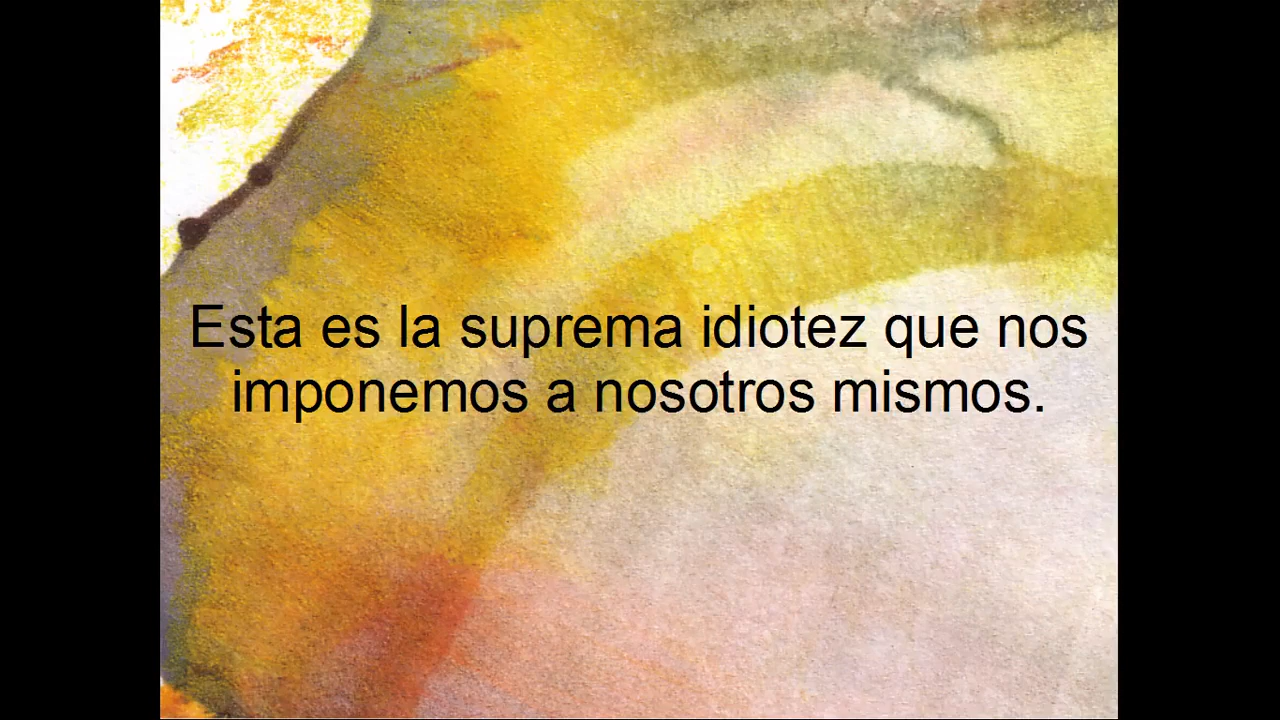 Esta es la suprema idiotez que nos
imponemos a nosotros mismos.